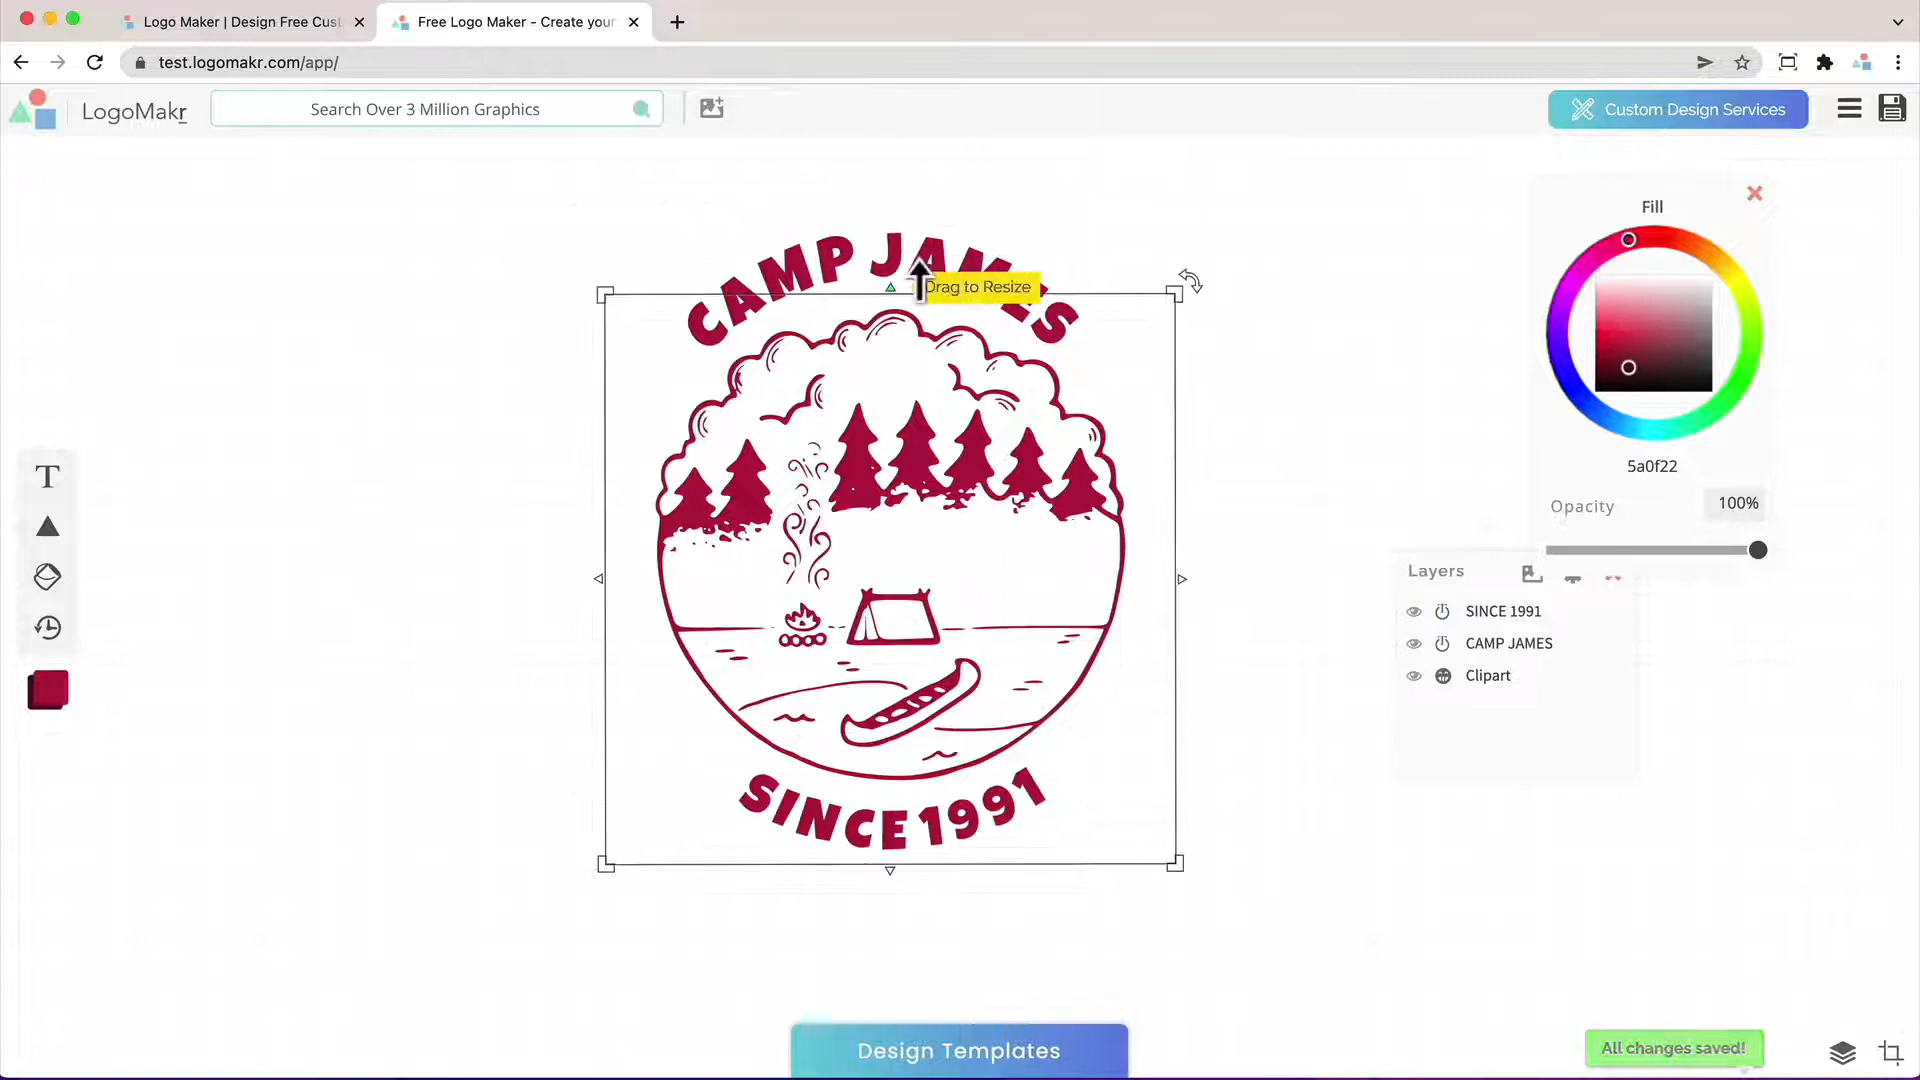 Logo Maker | Design Free Cust
Free Logo Maker - Create your
test.logomakr.com/app/
LogoMakr
Search Over 3 Million Graphics
Custom Design Services
Fill
CAMP JAMES
Drag to Resize
5a0f22
Opacity
100%
T
Layers
SINCE 1991
CAMP JAMES
Clipart
SINCE 1991
Design Templates
All changes saved!